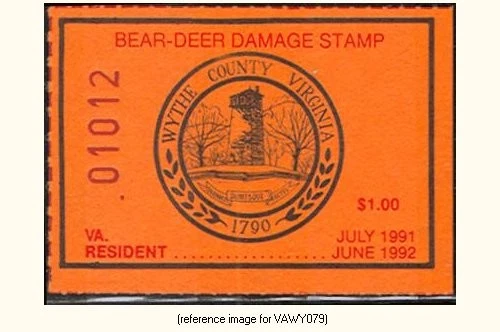 BEAR-DEER DAMAGE STAMP
.01012
WYTHE COUNTY VIRGINIA
1790
$1.00
VA. JULY 1991
RESIDENT .................... JUNE 1992
(reference image for VAWY079)